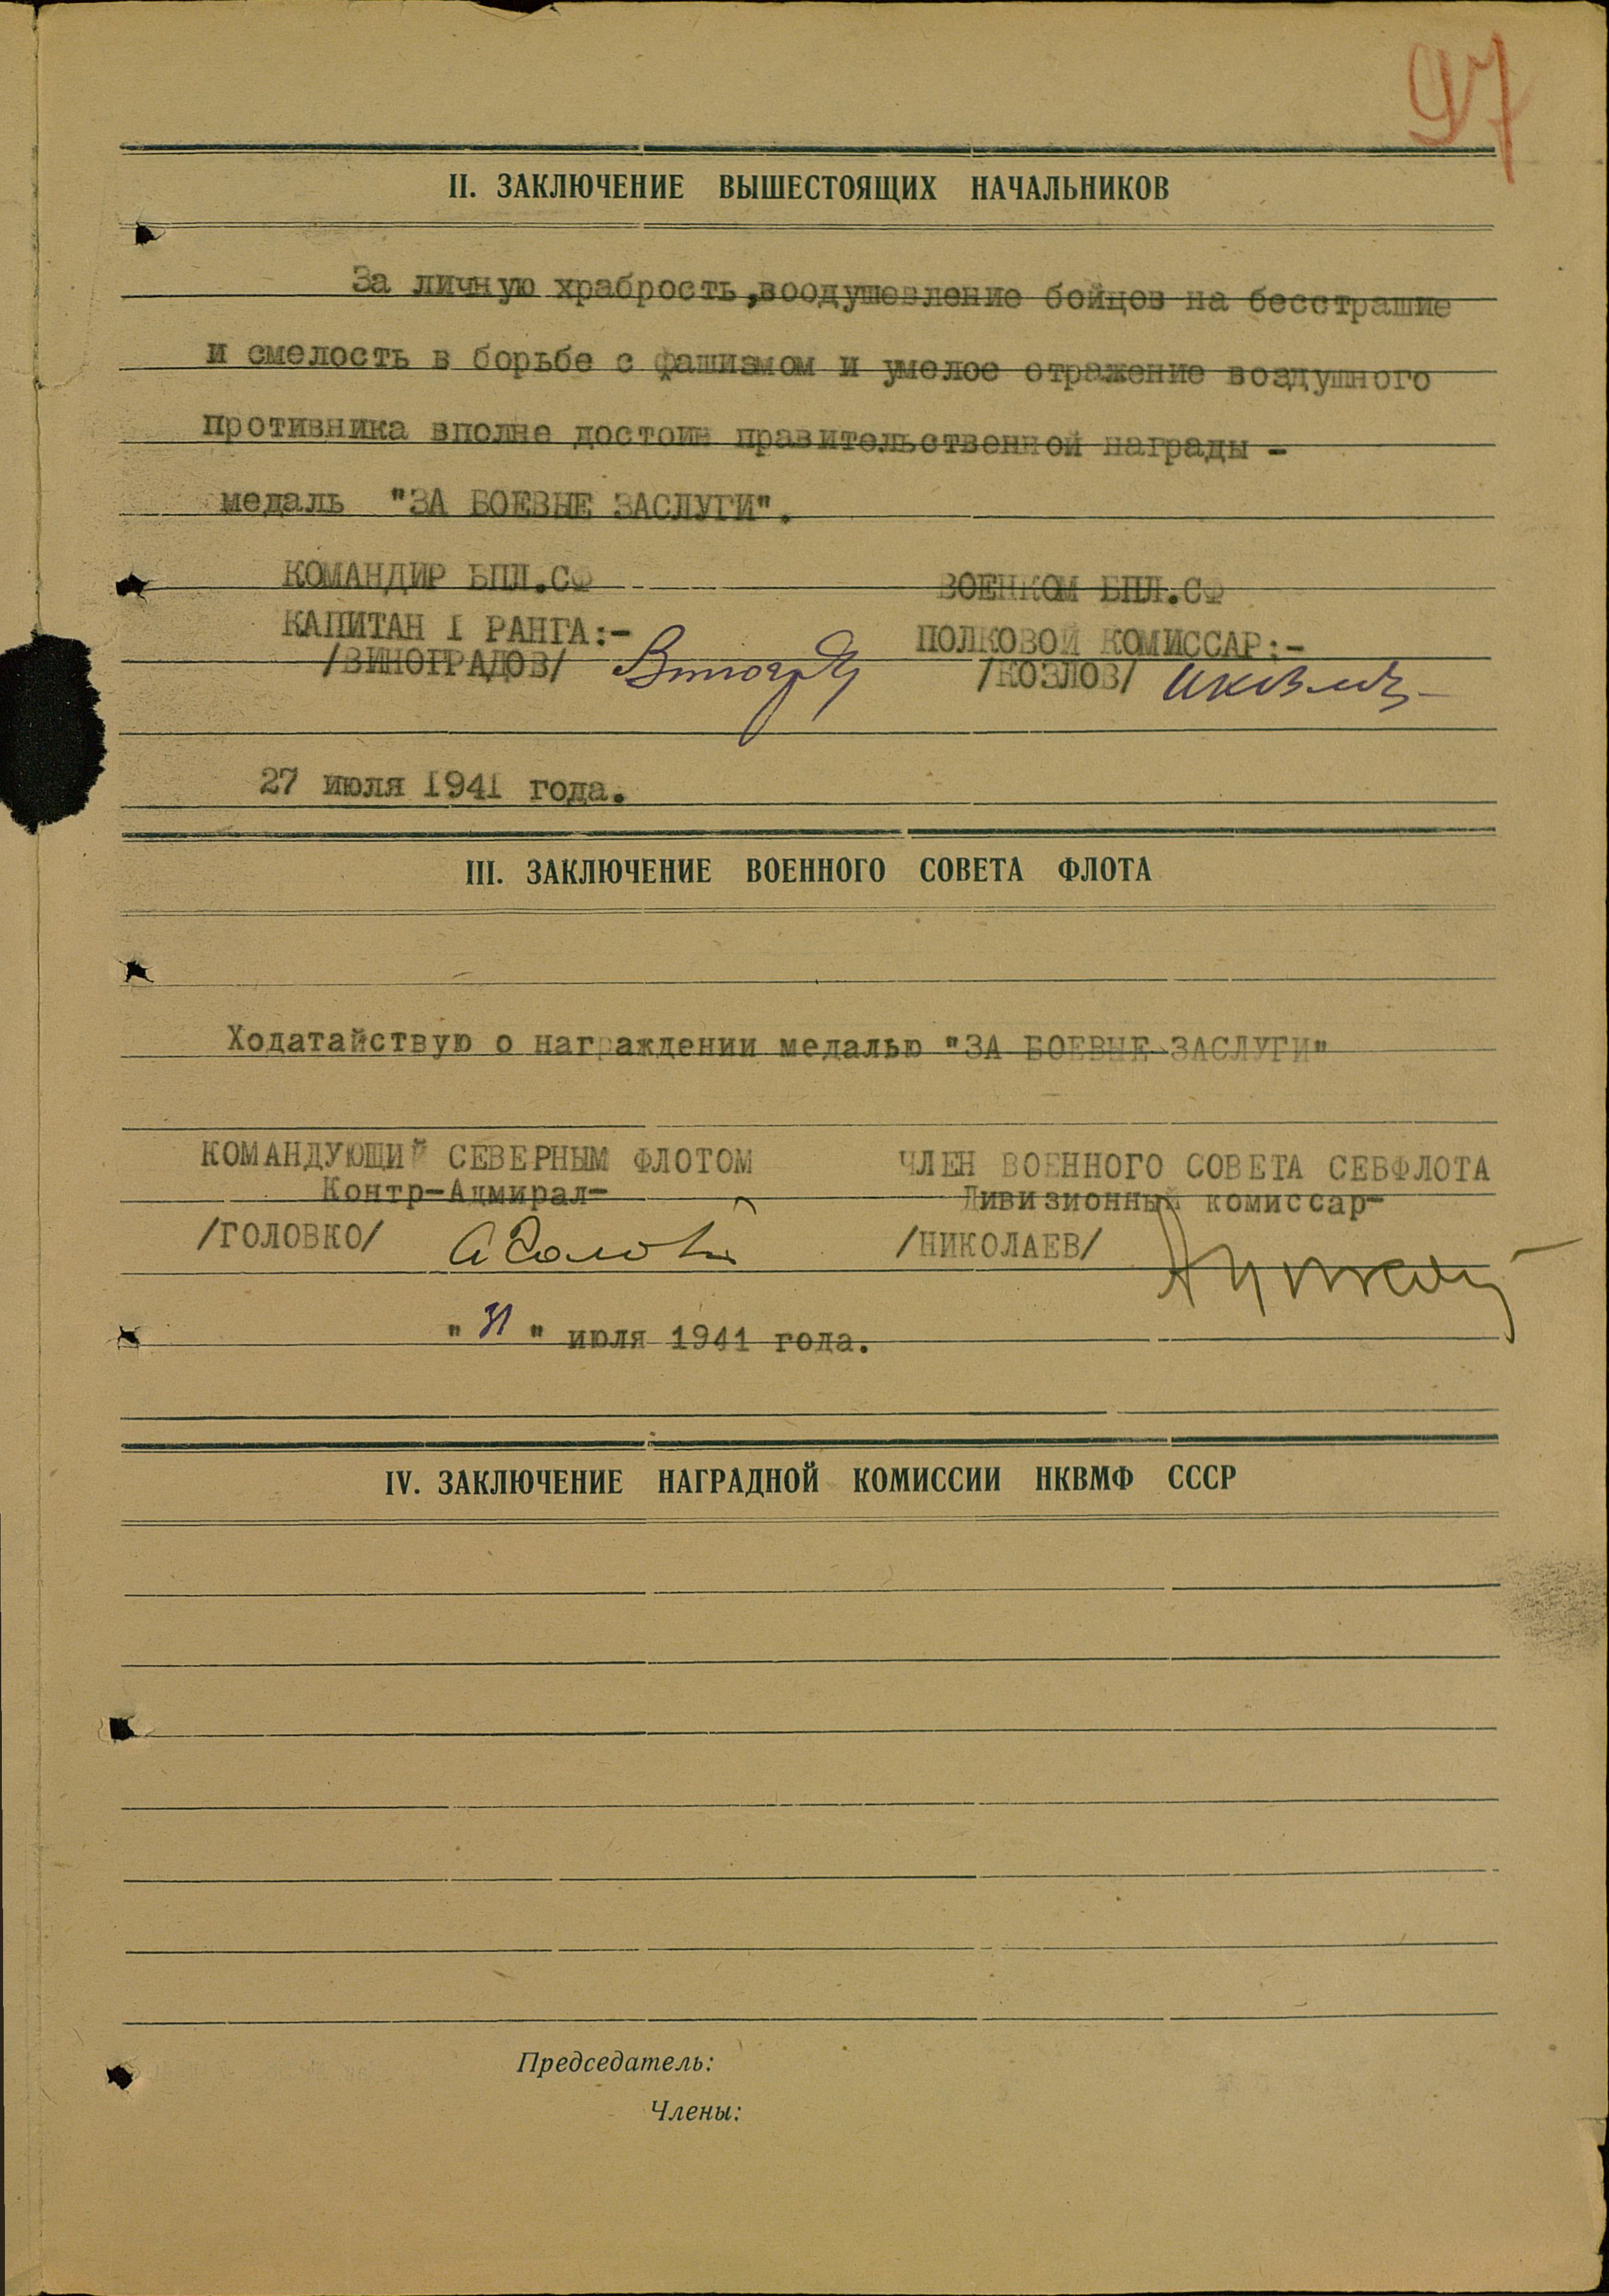 97
II. ЗАКЛЮЧЕНИЕ ВЫШЕСТОЯЩИХ НАЧАЛЬНИКОВ
За личную храбрость,воодушевление бойцов на бесстрашие
и смелость в борьбе с фашизмом и умелое отражение воздушного
противника вполне достоин правительственной награды -
медаль "ЗА БОЕВЫЕ ЗАСЛУГИ".
КОМАНДИР БПЛ.СФ ВОЕНКОМ БПЛ.СФ
КАПИТАН I РАНГА:- ПОЛКОВОЙ КОМИССАР:-
/ВИНОГРАДОВ/ /КОЗЛОВ/
27 июля 1941 года.
III. ЗАКЛЮЧЕНИЕ ВОЕННОГО СОВЕТА ФЛОТА
Ходатайствую о награждении медалью "ЗА БОЕВЫЕ ЗАСЛУГИ"
КОМАНДУЮЩИЙ СЕВЕРНЫМ ФЛОТОМ ЧЛЕН ВОЕННОГО СОВЕТА СЕВФЛОТА
Контр-Адмирал- Дивизионный комиссар-
/ГОЛОВКО/ /НИКОЛАЕВ/
"31" июля 1941 года.
IV. ЗАКЛЮЧЕНИЕ НАГРАДНОЙ КОМИССИИ НКВМФ СССР
Председатель:
Члены: